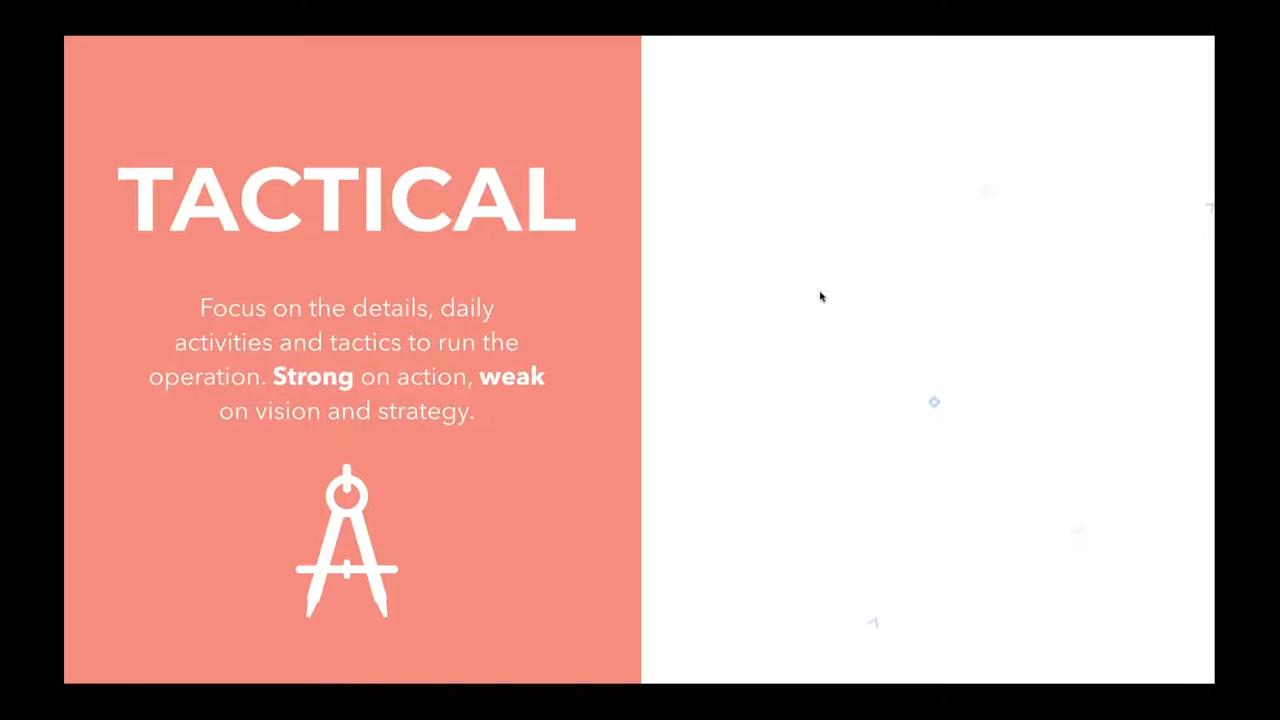 TACTICAL
Focus on the details, daily
activities and tactics to run the
operation. Strong on action, weak
on vision and strategy.